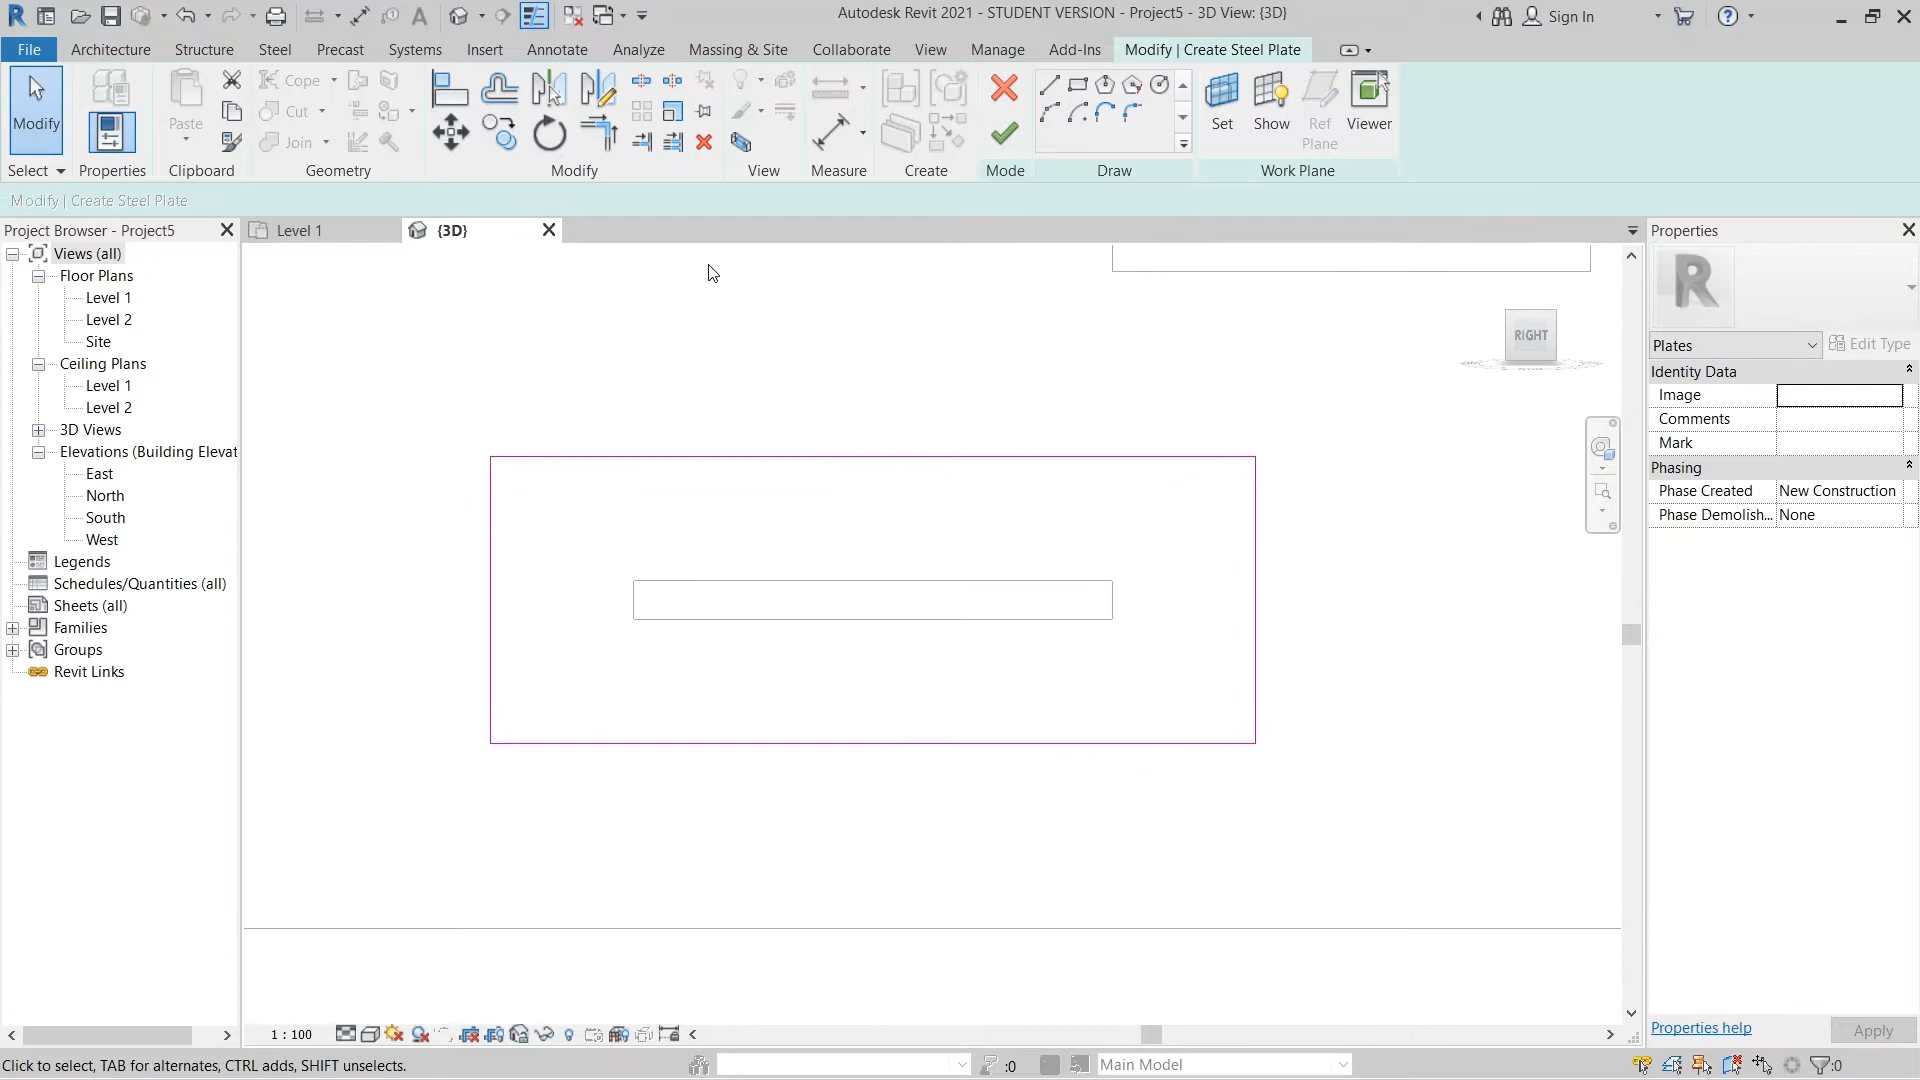 Autodesk Revit 2021 - STUDENT VERSION - Project5 - 3D View: {3D}
Sign In
File Architecture Structure Steel Precast Systems Insert Annotate Analyze Massing & Site Collaborate View Manage Add-Ins Modify | Create Steel Plate
Modify
Paste
Cope
Cut
Join
Set Show Ref Plane Viewer
Select Properties Clipboard Geometry Modify View Measure Create Mode Draw Work Plane
Modify | Create Steel Plate
Project Browser - Project5
Level 1
{3D}
Properties
Views (all)
Floor Plans
Level 1
Level 2
Site
Ceiling Plans
Level 1
Level 2
3D Views
Elevations (Building Elevat
East
North
South
West
Legends
Schedules/Quantities (all)
Sheets (all)
Families
Groups
Revit Links
RIGHT
Plates
Edit Type
Identity Data
Image
Comments
Mark
Phasing
Phase Created New Construction
Phase Demolish... None
1 : 100
Properties help
Apply
Click to select, TAB for alternates, CTRL adds, SHIFT unselects.
:0
Main Model
:0